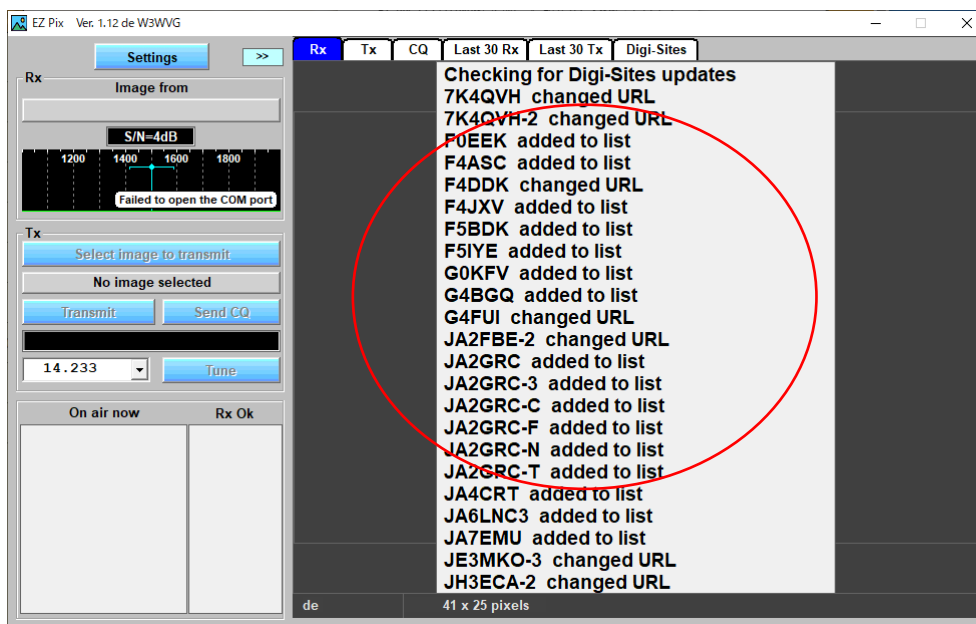 EZ Pix Ver. 1.12 de W3WVG
Settings
>>
Rx
Image from
S/N=4dB
1200 1400 1600 1800
Failed to open the COM port
Tx
Select image to transmit
No image selected
Transmit Send CQ
14.233 Tune
On air now Rx Ok
Rx Tx CQ Last 30 Rx Last 30 Tx Digi-Sites
Checking for Digi-Sites updates
7K4QVH changed URL
7K4QVH-2 changed URL
F0EEK added to list
F4ASC added to list
F4DDK changed URL
F4JXV added to list
F5BDK added to list
F5IYE added to list
G0KFV added to list
G4BGQ added to list
G4FUI changed URL
JA2FBE-2 changed URL
JA2GRC added to list
JA2GRC-3 added to list
JA2GRC-C added to list
JA2GRC-F added to list
JA2GRC-N added to list
JA2GRC-T added to list
JA4CRT added to list
JA6LNC3 added to list
JA7EMU added to list
JE3MKO-3 changed URL
JH3ECA-2 changed URL
de 41 x 25 pixels